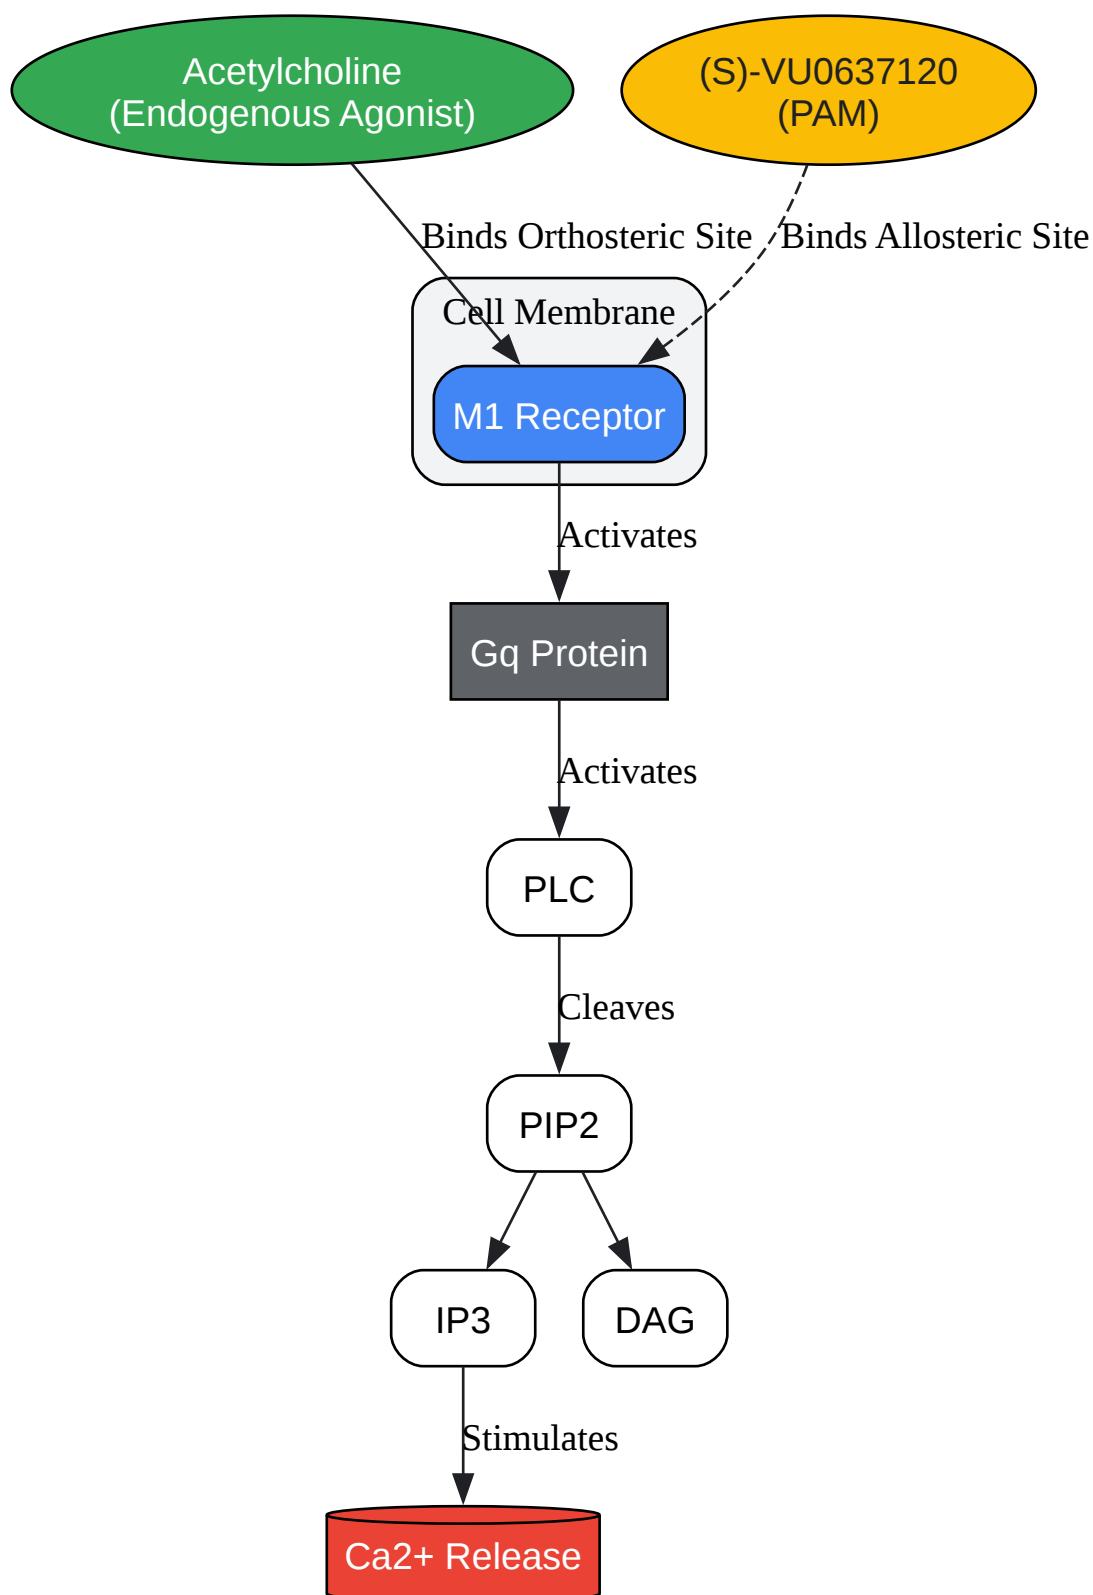 Acetylcholine
(Endogenous Agonist)
(S)-VU0637120
(PAM)
Binds Orthosteric Site
Binds Allosteric Site
Cell Membrane
M1 Receptor
Activates
Gq Protein
Activates
PLC
Cleaves
PIP2
IP3
DAG
Stimulates
Ca2+ Release